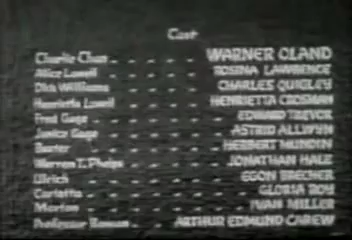 Cast
Charlie Chan WARNER OLAND
Alice Lowell ROSINA LAWRENCE
Dick Williams CHARLES QUIGLEY
Henrietta Lowell HENRIETTA CROSMAN
Fred Gage EDWARD TREVOR
Janice Gage ASTRID ALLWYN
Baxter HERBERT MUNDIN
Warren T. Phelps JONATHAN HALE
Ulrich EGON BRECHER
Carlotta GLORIA ROY
Morton IVAN MILLER
Professor Bowan ARTHUR EDMUND CAREW